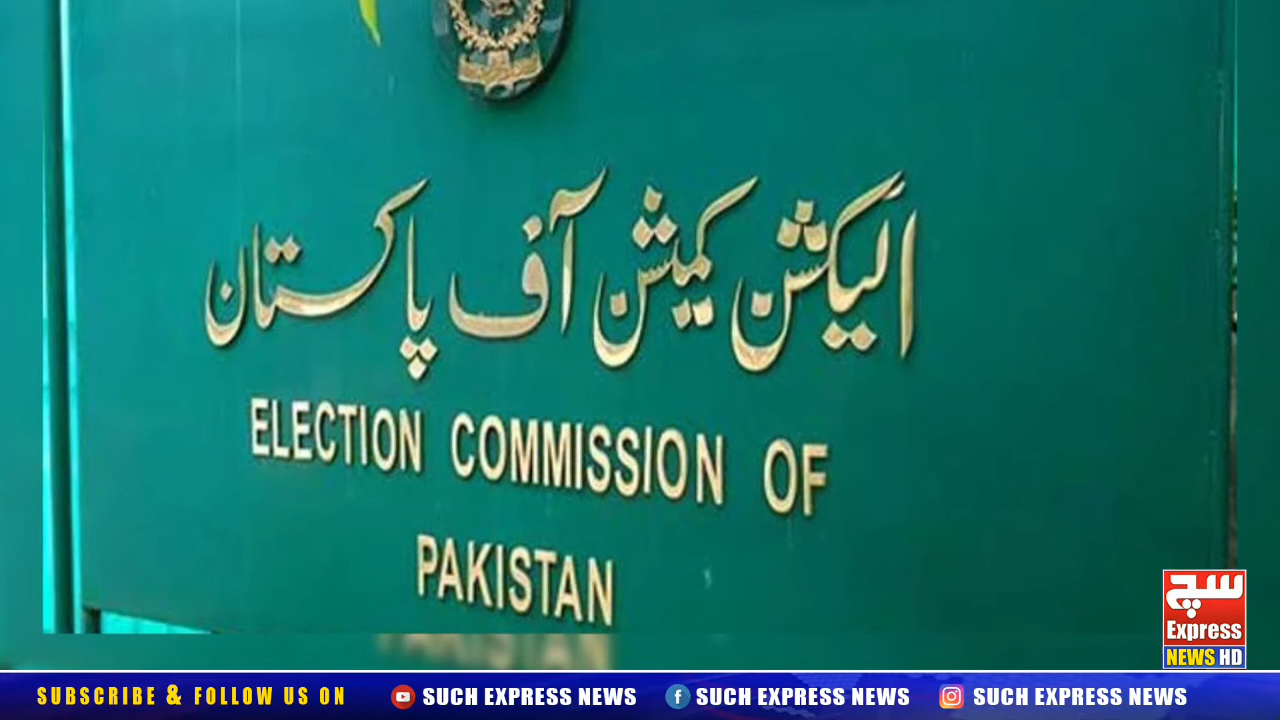 الیکشن کمیشن آف پاکستان
ELECTION COMMISSION OF
PAKISTAN
سچ
Express
NEWS HD
SUBSCRIBE & FOLLOW US ON SUCH EXPRESS NEWS SUCH EXPRESS NEWS SUCH EXPRESS NEWS